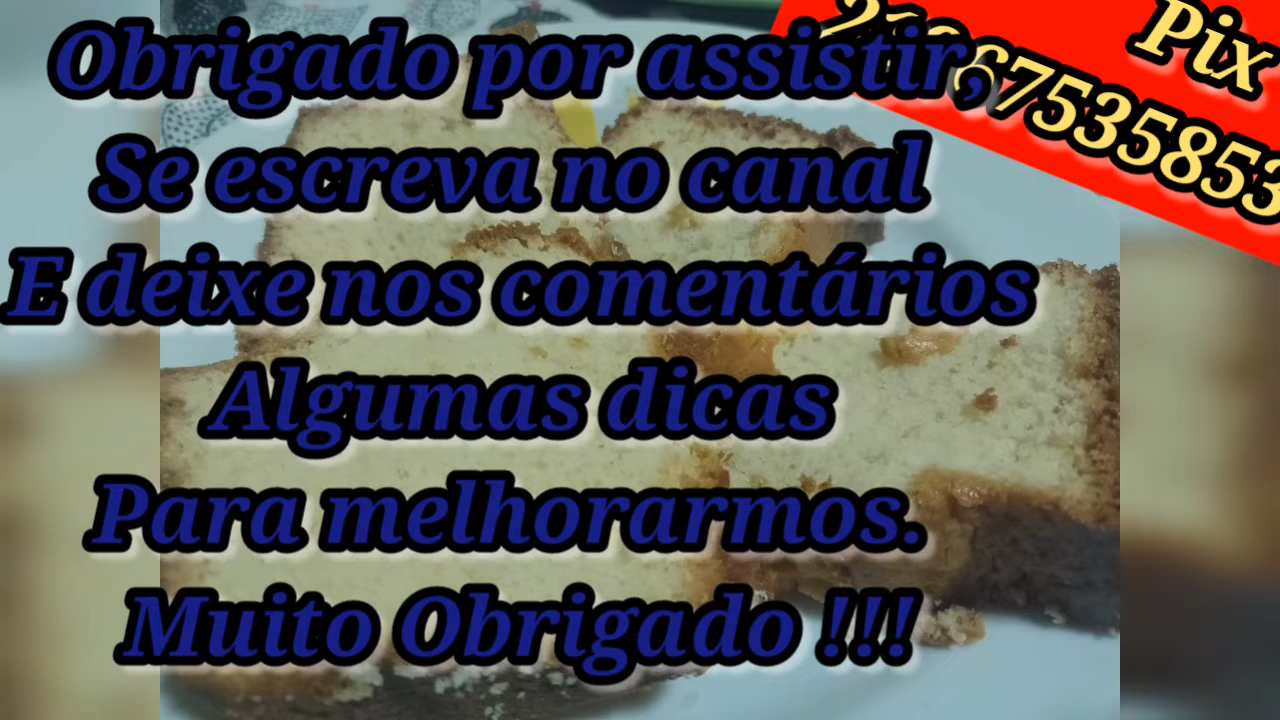 Obrigado por assistir,
Se escreva no canal
E deixe nos comentários
Algumas dicas
Para melhorarmos.
Muito Obrigado !!!
Pix